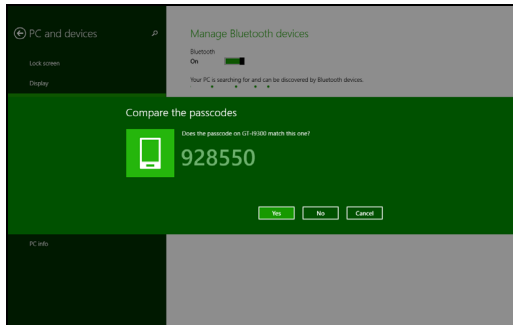 PC and devices
Lock screen
Display
PC info
Manage Bluetooth devices
Bluetooth
On
Your PC is searching for and can be discovered by Bluetooth devices.
Compare the passcodes
Does the passcode on GT-I9300 match this one?
928550
Yes
No
Cancel